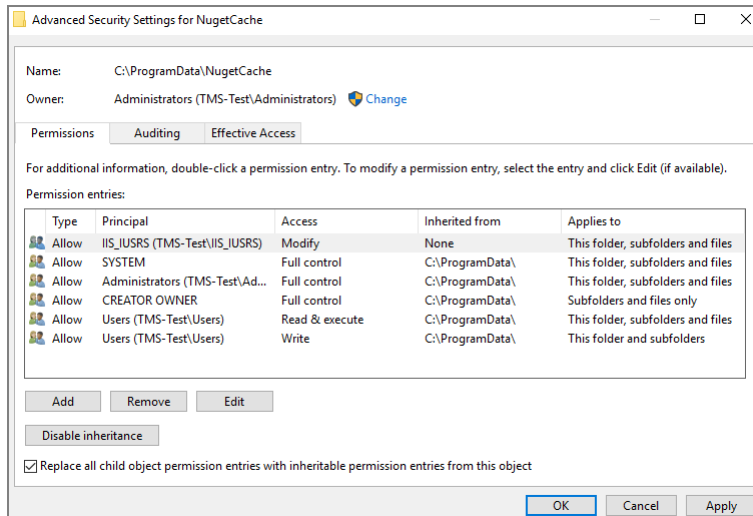 Advanced Security Settings for NugetCache
Name: C:\ProgramData\NugetCache
Owner: Administrators (TMS-Test\Administrators) Change
Permissions Auditing Effective Access
For additional information, double-click a permission entry. To modify a permission entry, select the entry and click Edit (if available).
Permission entries:
Type Principal Access Inherited from Applies to
Allow IIS_IUSRS (TMS-Test\IIS_IUSRS) Modify None This folder, subfolders and files
Allow SYSTEM Full control C:\ProgramData\ This folder, subfolders and files
Allow Administrators (TMS-Test\Ad... Full control C:\ProgramData\ This folder, subfolders and files
Allow CREATOR OWNER Full control C:\ProgramData\ Subfolders and files only
Allow Users (TMS-Test\Users) Read & execute C:\ProgramData\ This folder, subfolders and files
Allow Users (TMS-Test\Users) Write C:\ProgramData\ This folder and subfolders
Add Remove Edit
Disable inheritance
Replace all child object permission entries with inheritable permission entries from this object
OK Cancel Apply